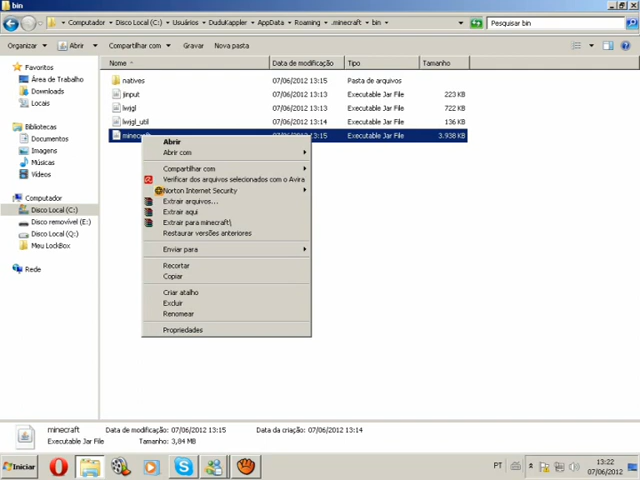 bin
Computador ▸ Disco Local (C:) ▸ Usuários ▸ DuduKappler ▸ AppData ▸ Roaming ▸ .minecraft ▸ bin ▸
Pesquisar bin
Organizar Abrir Compartilhar com Gravar Nova pasta
Nome Data de modificação Tipo Tamanho
natives 07/06/2012 13:15 Pasta de arquivos
jinput 07/06/2012 13:13 Executable Jar File 223 KB
lwjgl 07/06/2012 13:13 Executable Jar File 722 KB
lwjgl_util 07/06/2012 13:14 Executable Jar File 136 KB
minecraft 07/06/2012 13:15 Executable Jar File 3.938 KB
Favoritos
Área de Trabalho
Downloads
Locais
Bibliotecas
Documentos
Imagens
Músicas
Vídeos
Computador
Disco Local (C:)
Disco removível (E:)
Disco Local (Q:)
Meu LockBox
Rede
Abrir
Abrir com
Compartilhar com
Verificar dos arquivos selecionados com o Avira
Norton Internet Security
Extrair arquivos...
Extrair aqui
Extrair para minecraft\
Restaurar versões anteriores
Enviar para
Recortar
Copiar
Criar atalho
Excluir
Renomear
Propriedades
minecraft Data de modificação: 07/06/2012 13:15 Data da criação: 07/06/2012 13:14
Executable Jar File Tamanho: 3,84 MB
Iniciar
PT
13:22
07/06/2012